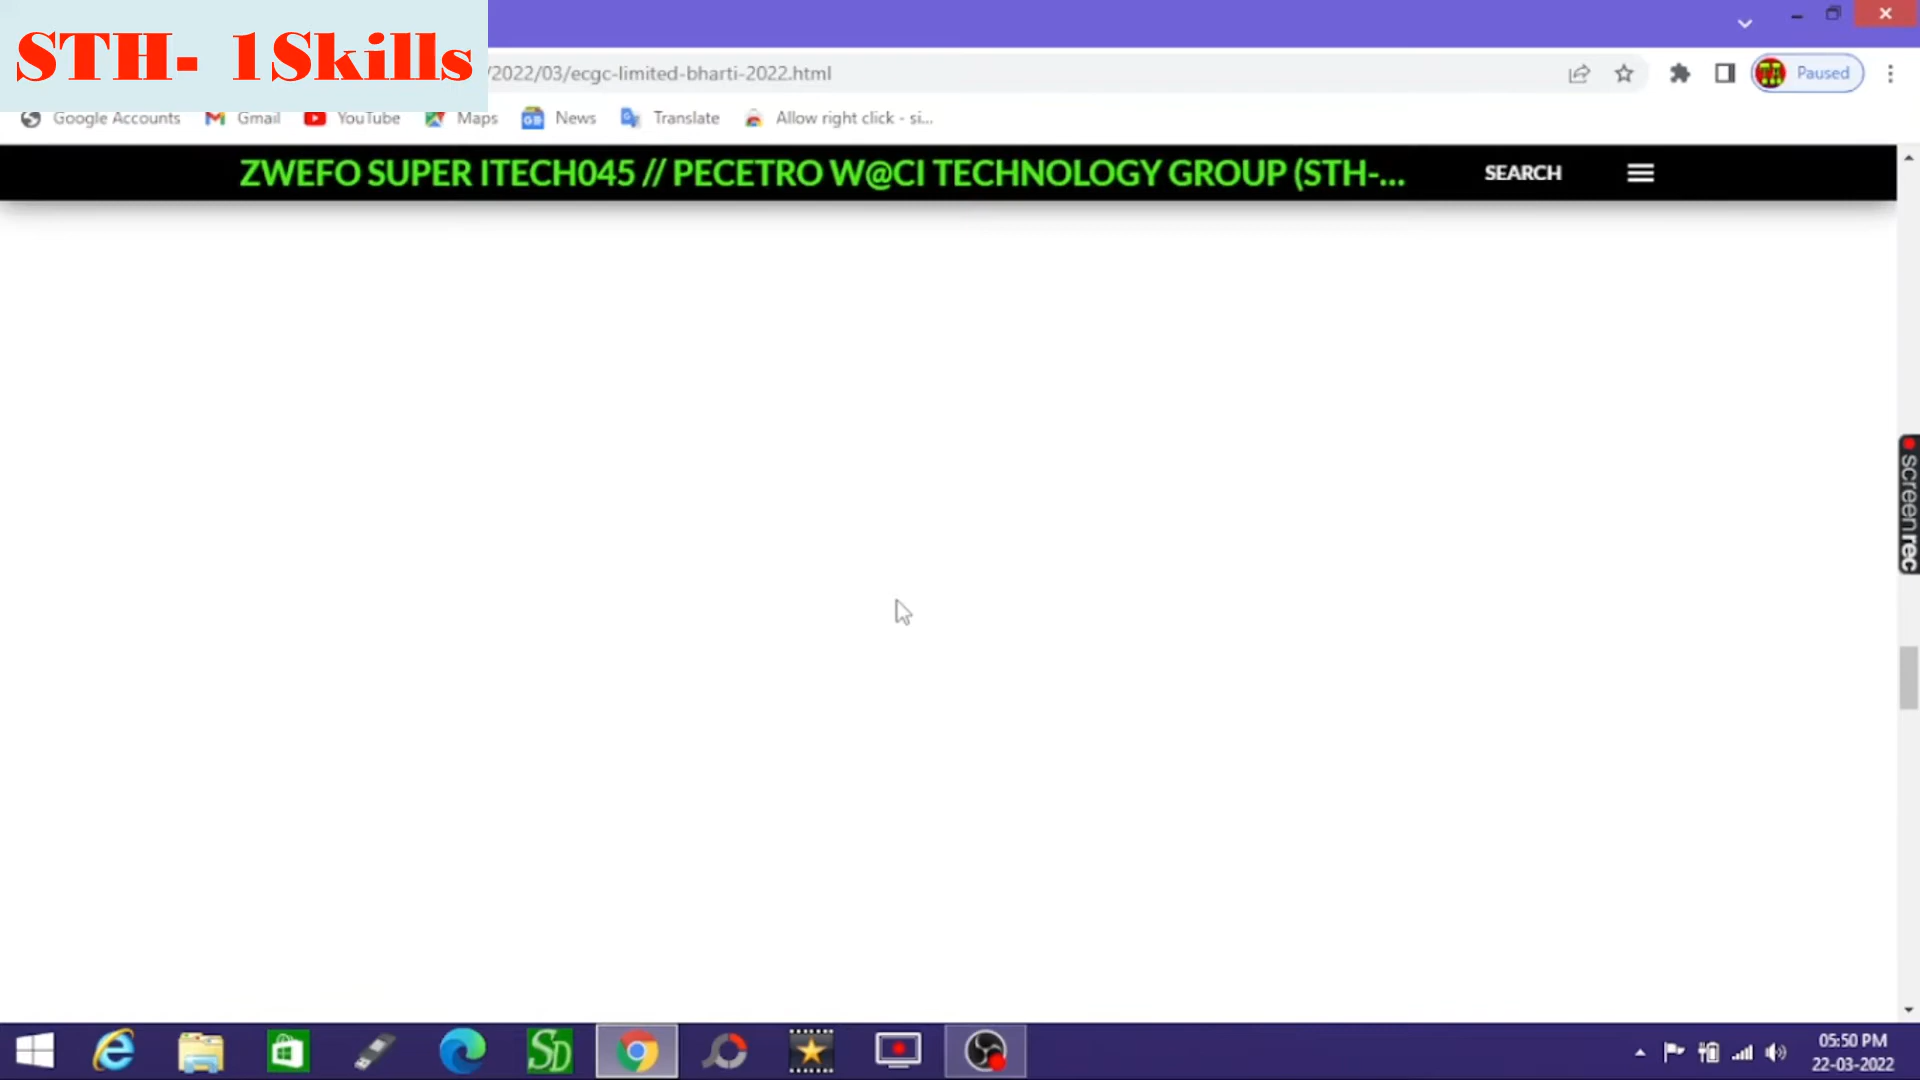 STH- 1Skills
/2022/03/ecgc-limited-bharti-2022.html
Paused
Google Accounts
Gmail
YouTube
Maps
News
Translate
Allow right click - si...
ZWEFO SUPER ITECH045 // PECETRO W@CI TECHNOLOGY GROUP (STH-...
SEARCH
screenrec
SD
05:50 PM
22-03-2022